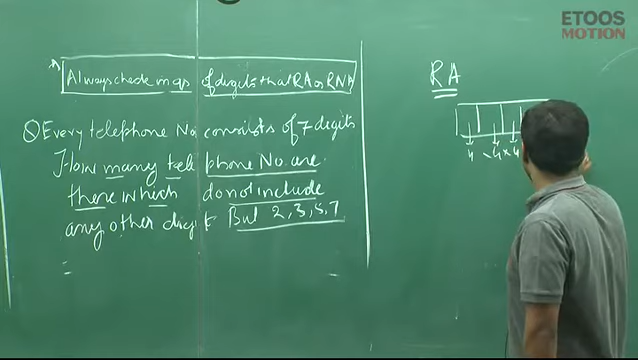 ETOOS
MOTION
Always check map of digits that RA or RNA
Q Every telephone No. consists of 7 digits
How many telephone No. are
there which do not include
any other digit But 2, 3, 5, 7
=
RA
4 × 4 × 4